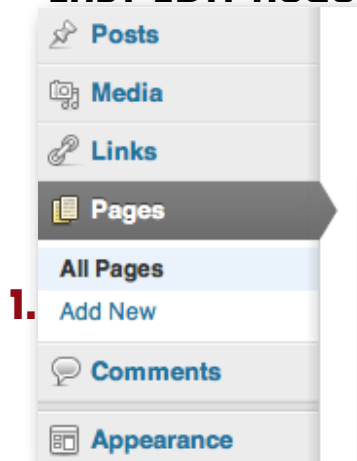 Posts
Media
Links
Pages
All Pages
1. Add New
Comments
Appearance